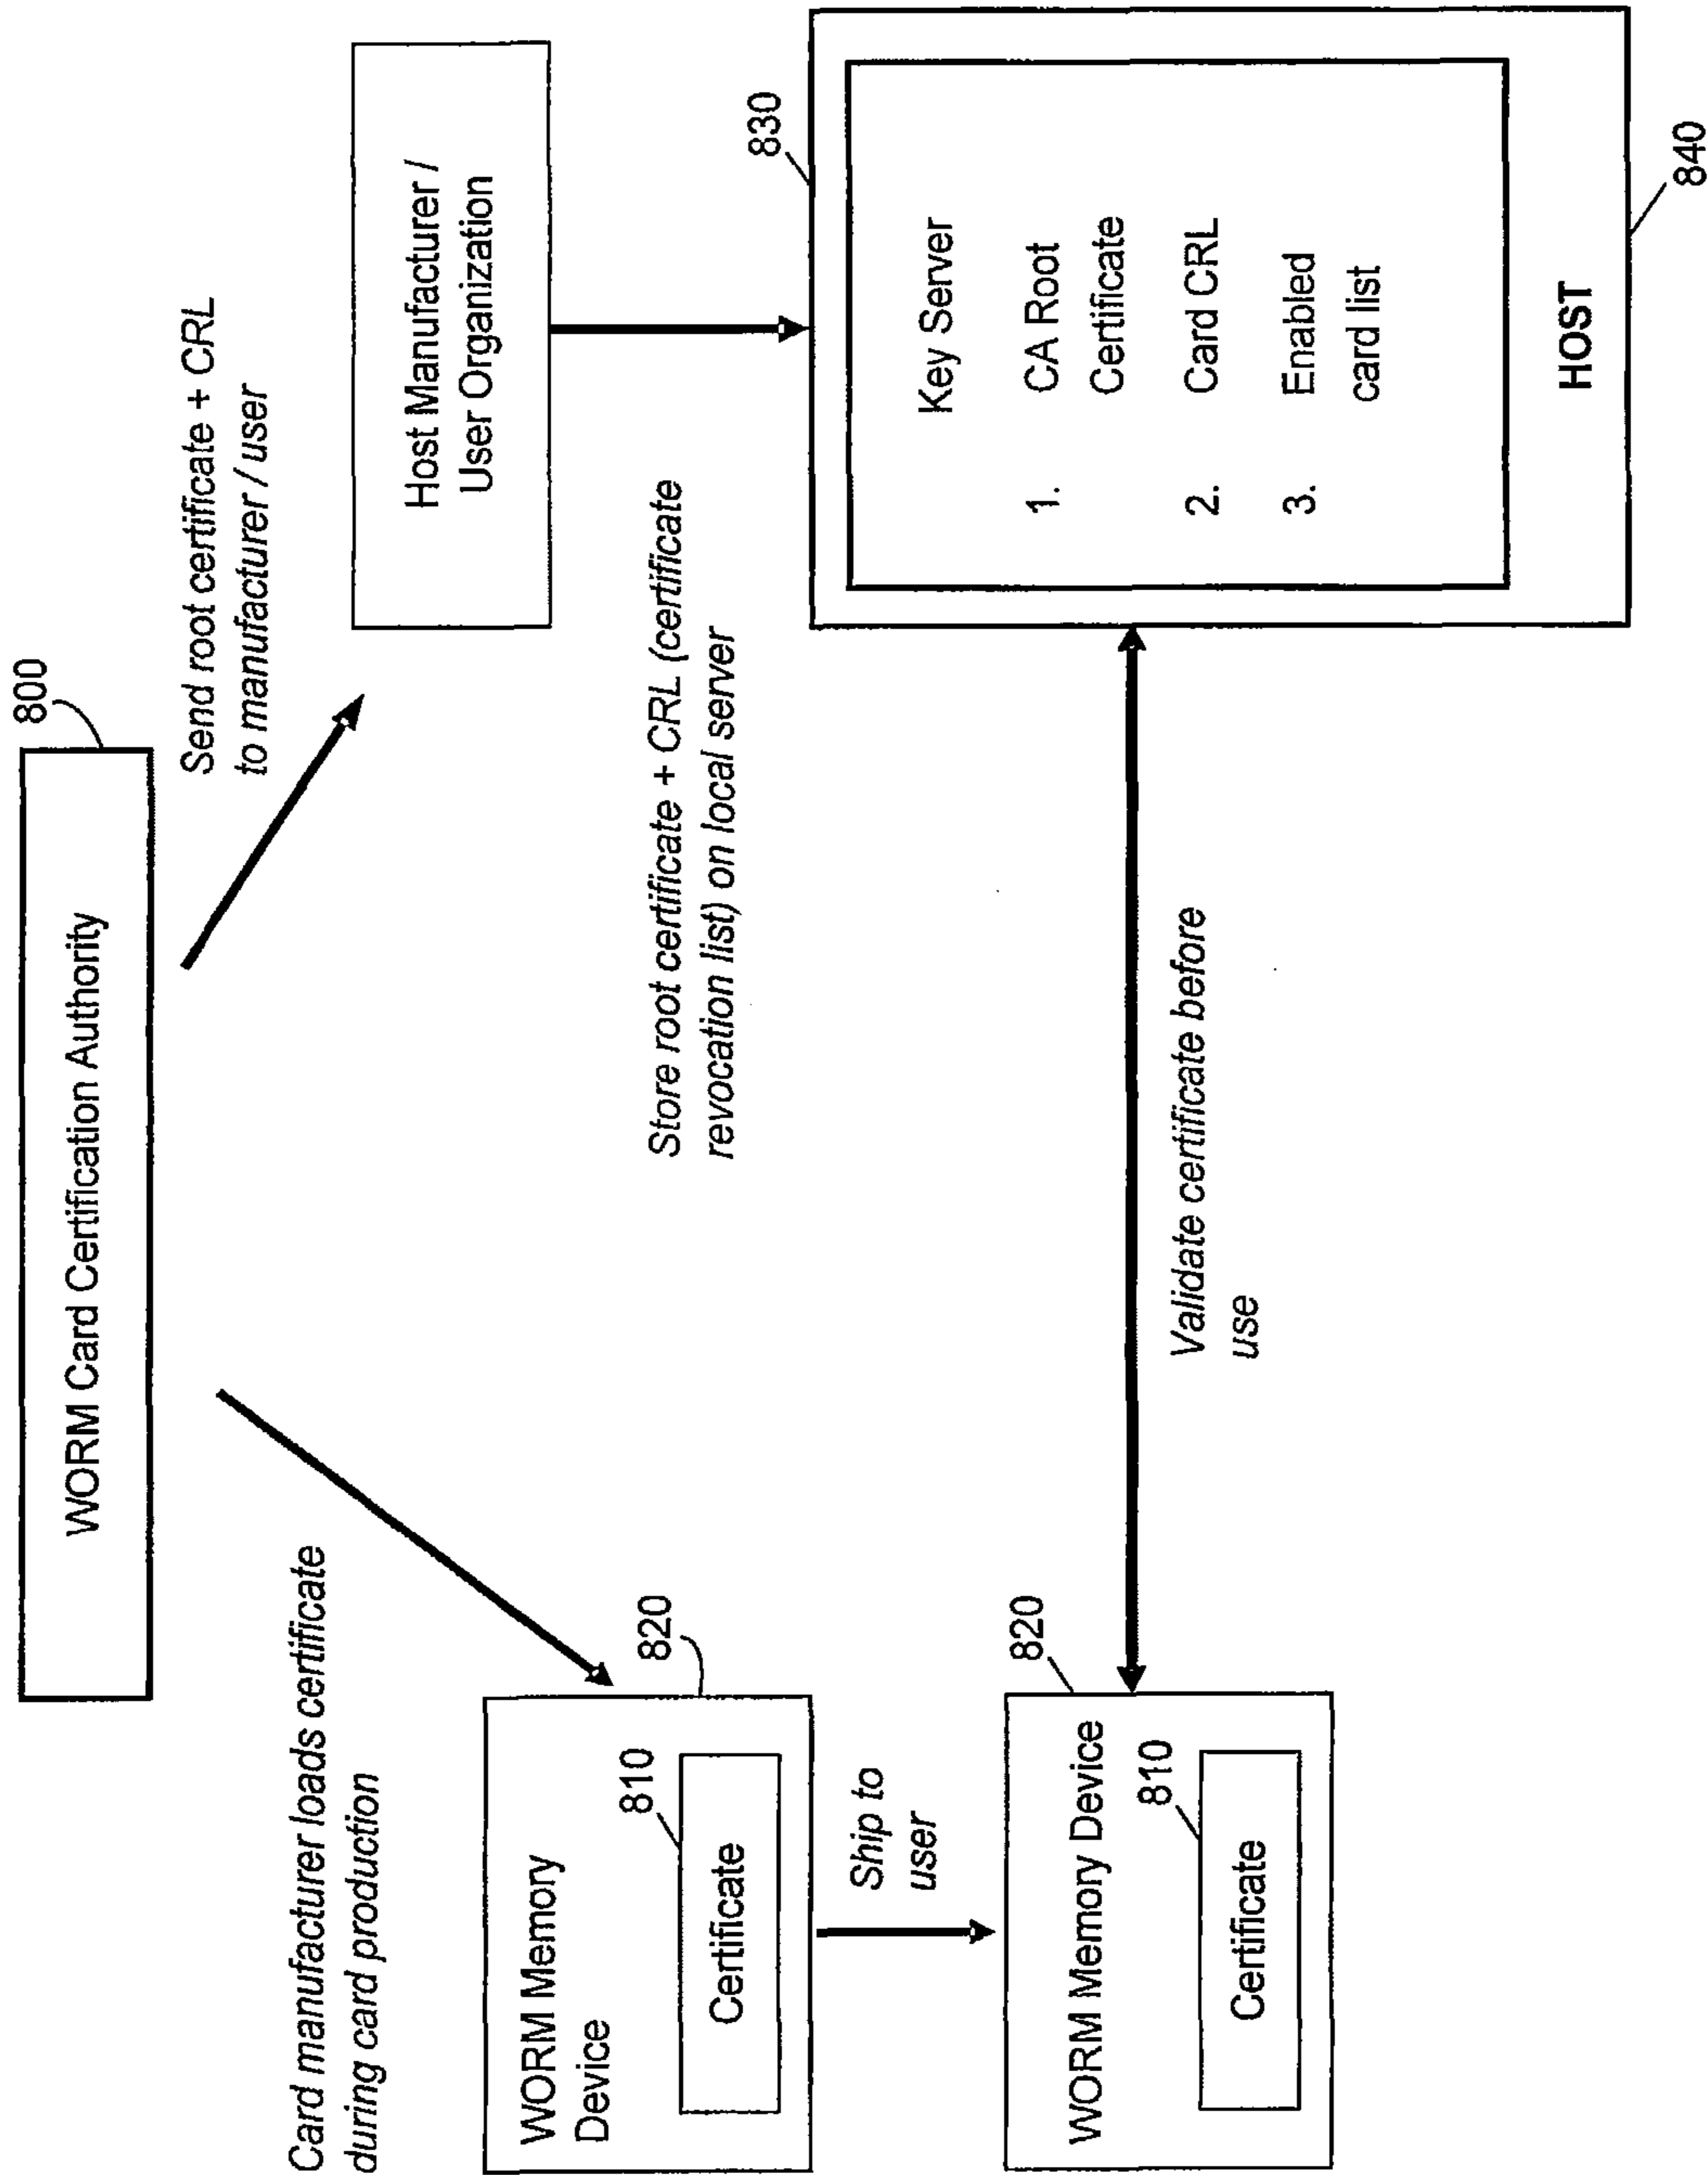 WORM Card Certification Authority
800
Card manufacturer loads certificate
during card production
Send root certificate + CRL
to manufacturer / user
WORM Memory
Device
820
810
Certificate
Host Manufacturer /
User Organization
Ship to
user
Store root certificate + CRL (certificate
revocation list) on local server
WORM Memory Device
820
810
Certificate
Validate certificate before
use
830
Key Server
1. CA Root
Certificate
2. Card CRL
3. Enabled
card list
HOST
840